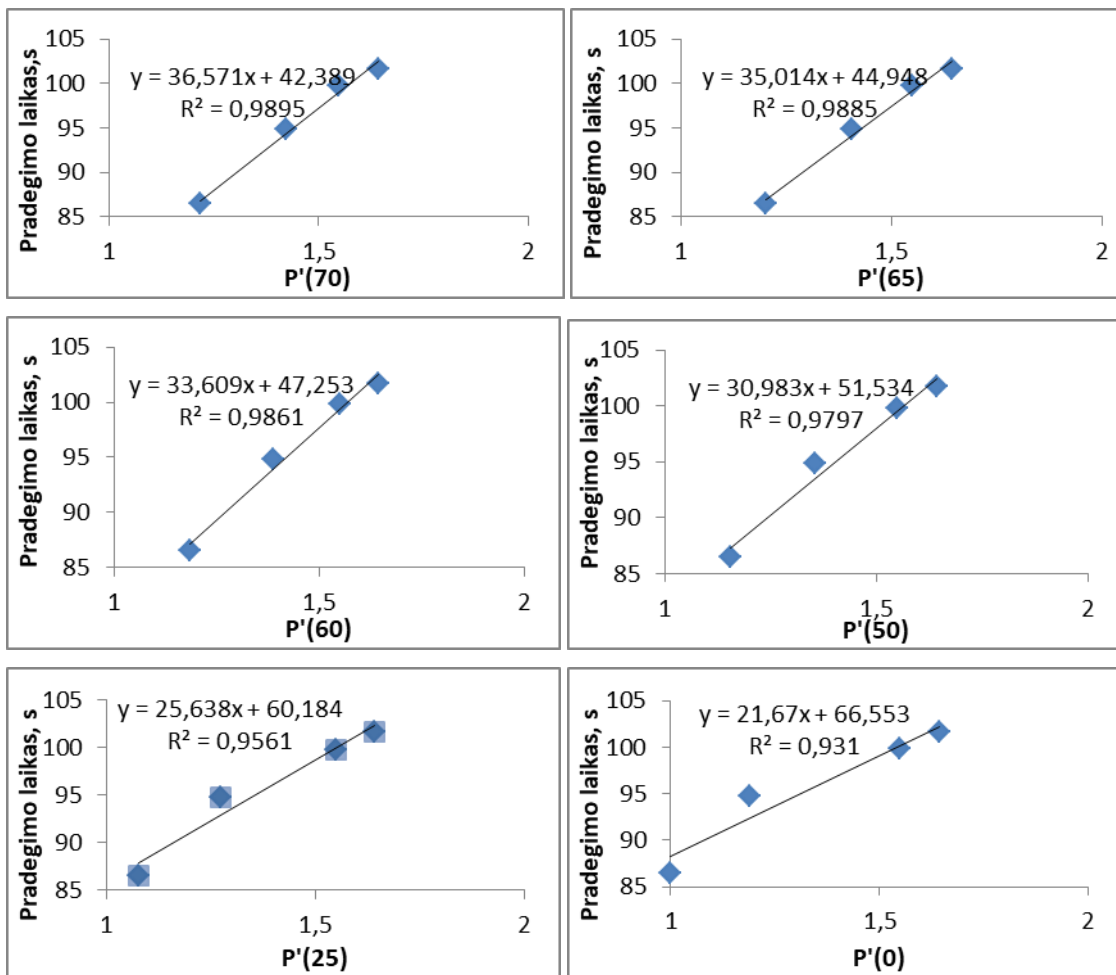 Pradegimo laikas,s
105
100
95
90
85
y = 36,571x + 42,389
R² = 0,9895
1
1,5
2
P'(70)
Pradegimo laikas, s
105
100
95
90
85
y = 35,014x + 44,948
R² = 0,9885
1
1,5
2
P'(65)
Pradegimo laikas, s
105
100
95
90
85
y = 33,609x + 47,253
R² = 0,9861
1
1,5
2
P'(60)
Pradegimo laikas, s
105
100
95
90
85
y = 30,983x + 51,534
R² = 0,9797
1
1,5
2
P'(50)
Pradegimo laikas, s
105
100
95
90
85
y = 25,638x + 60,184
R² = 0,9561
1
1,5
2
P'(25)
Pradegimo laikas, s
105
100
95
90
85
y = 21,67x + 66,553
R² = 0,931
1
1,5
2
P'(0)